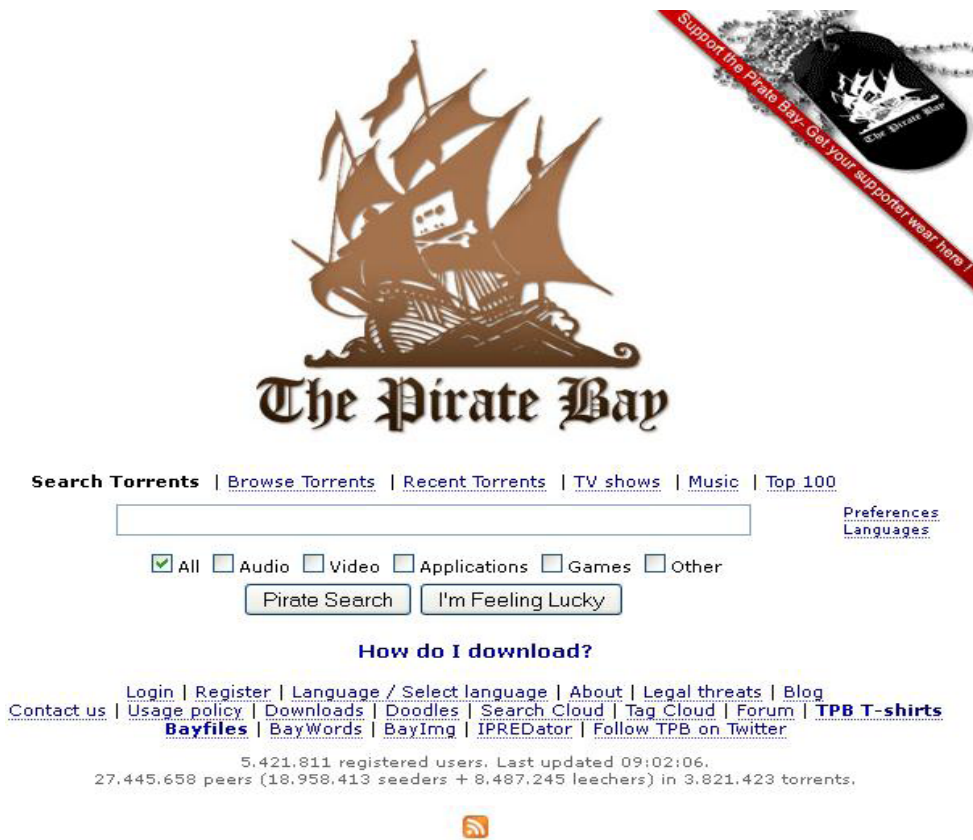 Support the Pirate Bay- Get your supporter wear here !
The Pirate Bay
The Pirate Bay
Search Torrents | Browse Torrents | Recent Torrents | TV shows | Music | Top 100
Preferences
Languages
All Audio Video Applications Games Other
Pirate Search I'm Feeling Lucky
How do I download?
Login | Register | Language / Select language | About | Legal threats | Blog
Contact us | Usage policy | Downloads | Doodles | Search Cloud | Tag Cloud | Forum | TPB T-shirts
Bayfiles | BayWords | BayImg | IPREDator | Follow TPB on Twitter
5.421.811 registered users. Last updated 09:02:06.
27.445.658 peers (18.958.413 seeders + 8.487.245 leechers) in 3.821.423 torrents.